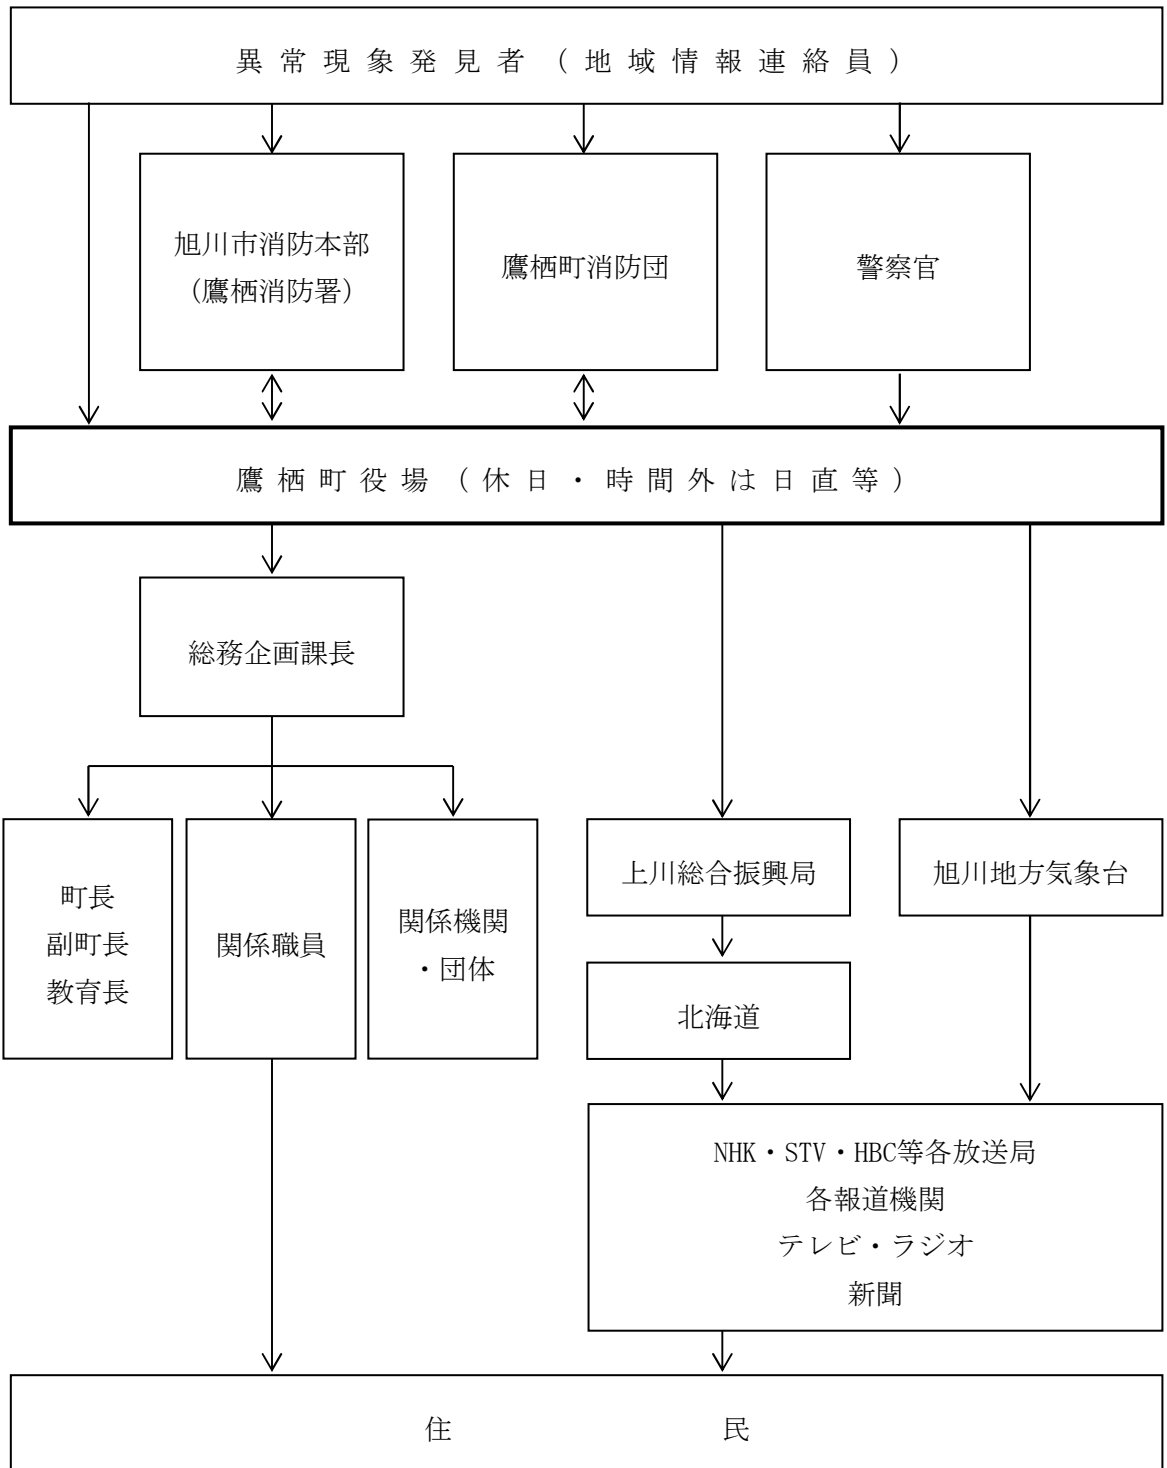 異常現象発見者(地域情報連絡員)
旭川市消防本部
(鷹栖消防署)
鷹栖町消防団
警察官
鷹栖町役場(休日・時間外は日直等)
総務企画課長
町長
副町長
教育長
関係職員
関係機関
・団体
上川総合振興局
旭川地方気象台
北海道
NHK・STV・HBC等各放送局
各報道機関
テレビ・ラジオ
新聞
住民